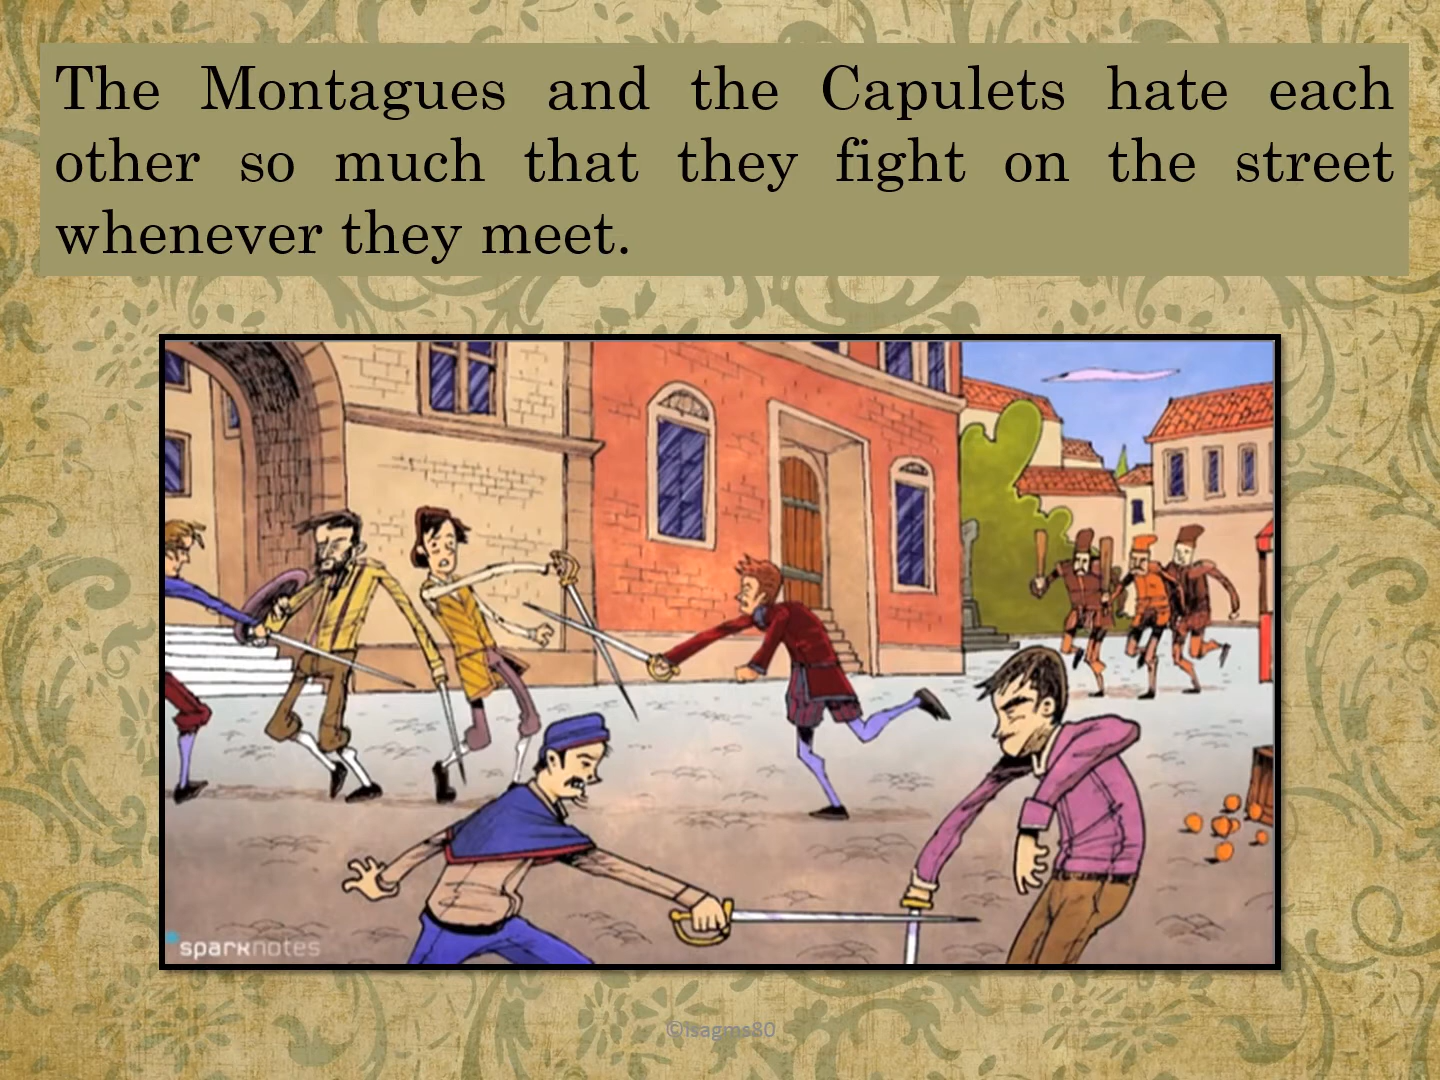 The Montagues and the Capulets hate each
other so much that they fight on the street
whenever they meet.
sparknotes
©isagms80